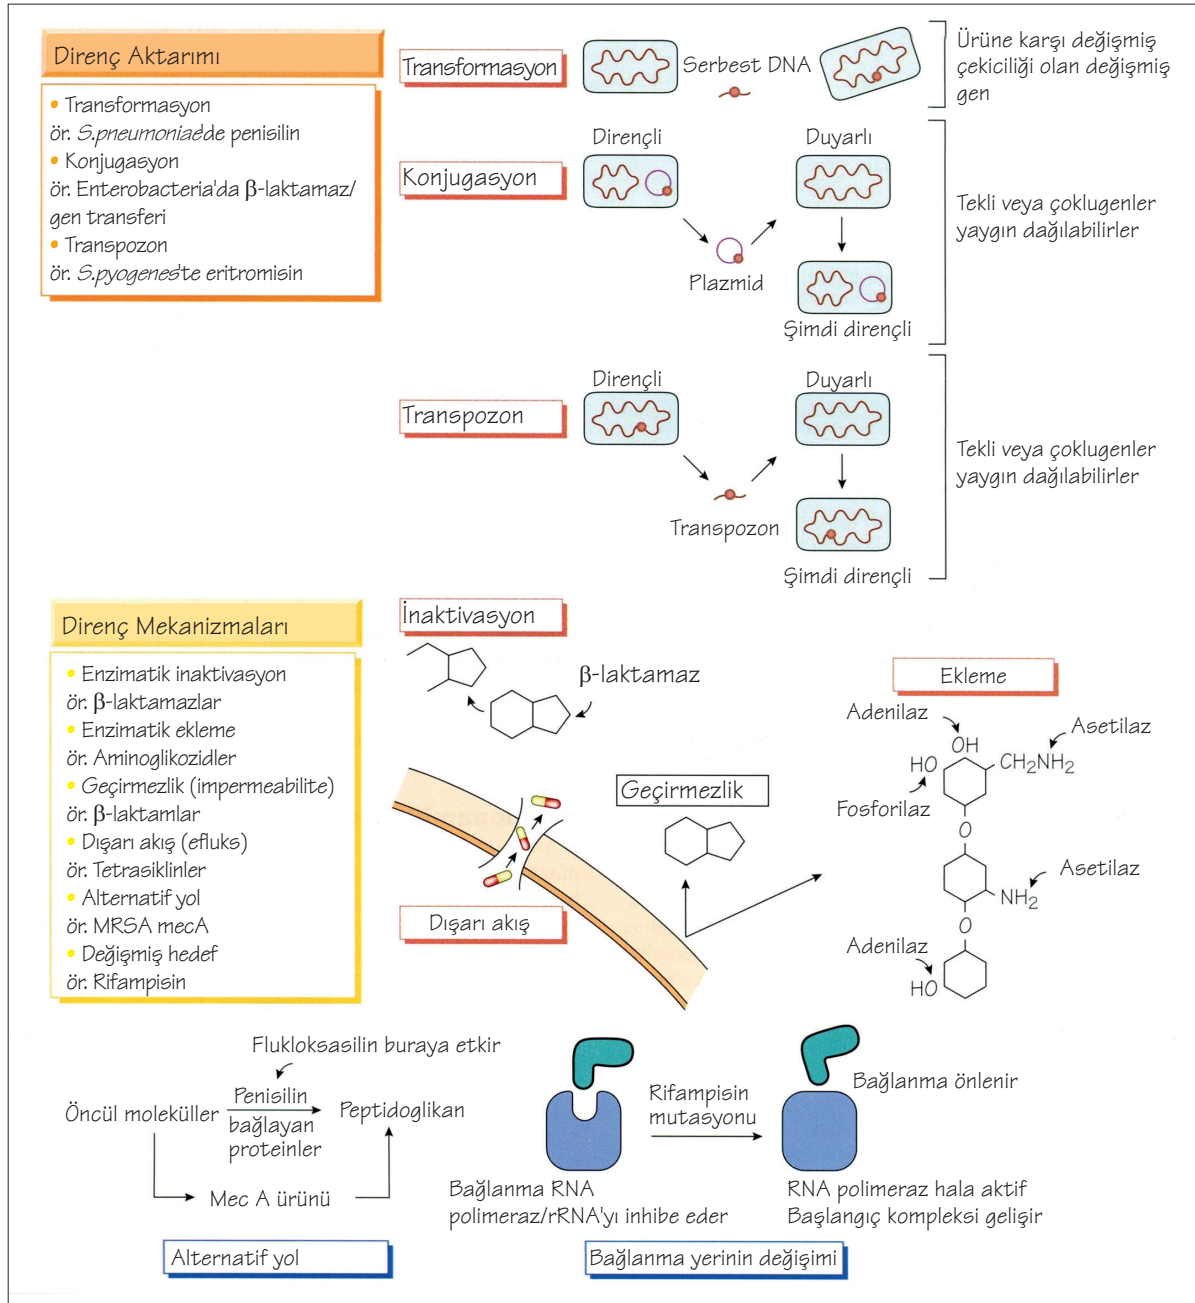 Direnç Aktarımı
• Transformasyon
ör. S.pneumoniae'de penisilin
• Konjugasyon
ör. Enterobacteria'da β-laktamaz/
gen transferi
• Transpozon
ör. S.pyogenes'te eritromisin
Transformasyon
Serbest DNA
Ürüne karşı değişmiş
çekiciliği olan değişmiş
gen
Konjugasyon
Dirençli
Duyarlı
Plazmid
Şimdi dirençli
Tekli veya çoklugenler
yaygın dağılabilirler
Transpozon
Dirençli
Duyarlı
Transpozon
Şimdi dirençli
Tekli veya çoklugenler
yaygın dağılabilirler
Direnç Mekanizmaları
• Enzimatik inaktivasyon
ör. β-laktamazlar
• Enzimatik ekleme
ör. Aminoglikozidler
• Geçirmezlik (impermeabilite)
ör. β-laktamlar
• Dışarı akış (efluks)
ör. Tetrasiklinler
• Alternatif yol
ör. MRSA mecA
• Değişmiş hedef
ör. Rifampisin
İnaktivasyon
β-laktamaz
Geçirmezlik
Dışarı akış
Ekleme
Adenilaz
Asetilaz
OH
HO
CH2NH2
Fosforilaz
O
Asetilaz
NH2
O
Adenilaz
HO
Flukloksasilin buraya etkir
Öncül moleküller
Penisilin
bağlayan
proteinler
Peptidoglikan
Mec A ürünü
Alternatif yol
Rifampisin
mutasyonu
Bağlanma önlenir
Bağlanma RNA
polimeraz/rRNA'yı inhibe eder
RNA polimeraz hala aktif
Başlangıç kompleksi gelişir
Bağlanma yerinin değişimi